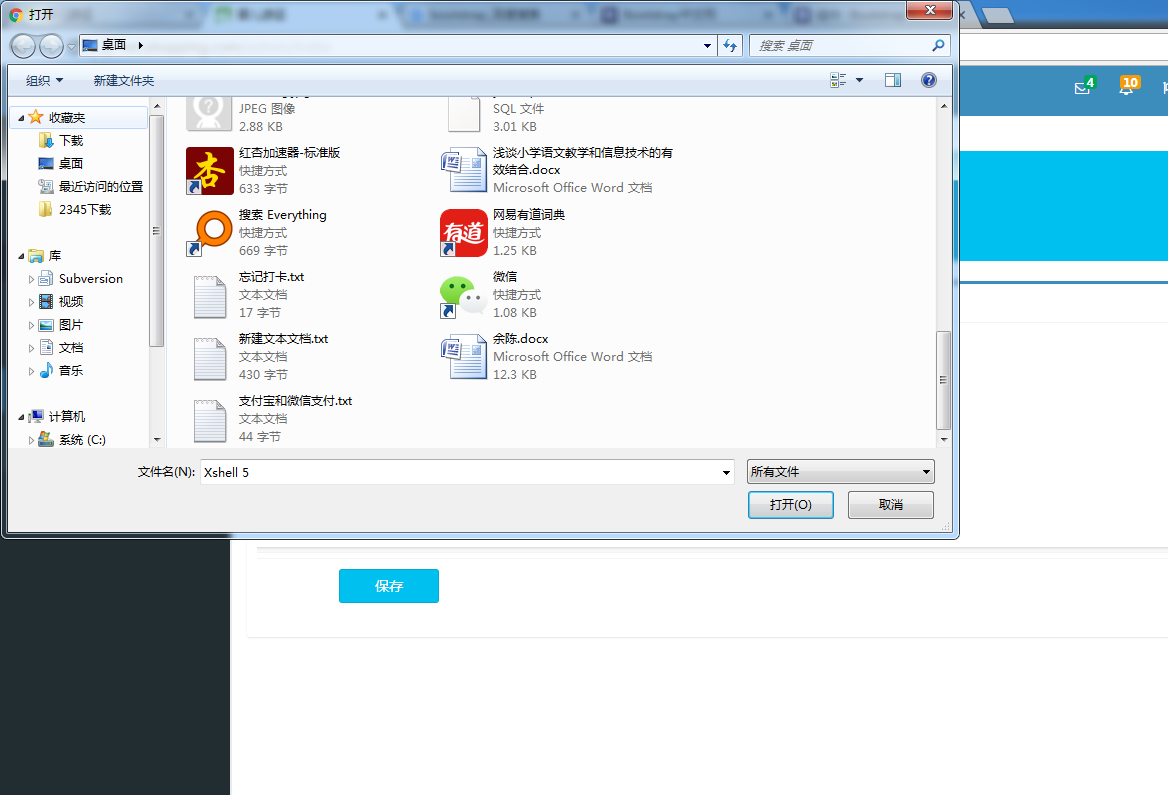 打开
桌面
搜索 桌面
4
10
组织
新建文件夹
收藏夹
下载
桌面
最近访问的位置
2345下载
库
Subversion
视频
图片
文档
音乐
计算机
系统 (C:)
JPEG 图像
2.88 KB
杏
红杏加速器-标准版
快捷方式
633 字节
搜索 Everything
快捷方式
669 字节
忘记打卡.txt
文本文档
17 字节
新建文本文档.txt
文本文档
430 字节
支付宝和微信支付.txt
文本文档
44 字节
SQL 文件
3.01 KB
浅谈小学语文教学和信息技术的有
效结合.docx
Microsoft Office Word 文档
有道
网易有道词典
快捷方式
1.25 KB
微信
快捷方式
1.08 KB
余陈.docx
Microsoft Office Word 文档
12.3 KB
文件名(N):
Xshell 5
所有文件
打开(O)
取消
保存